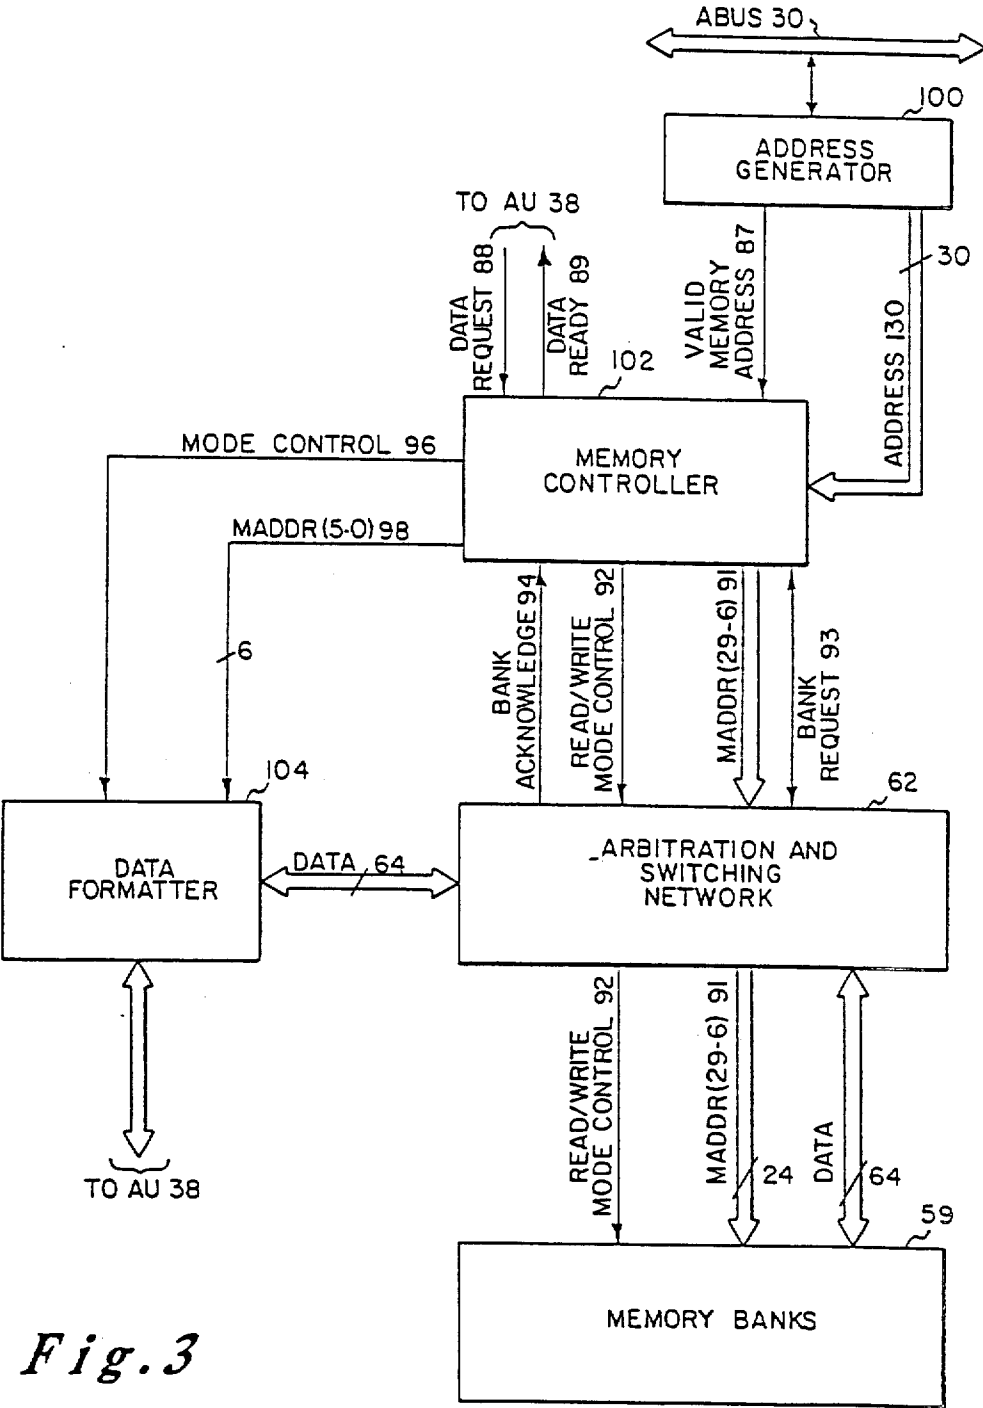 ABUS 30
100
ADDRESS
GENERATOR
TO AU 38
DATA
REQUEST 88
DATA
READY 89
VALID
MEMORY
ADDRESS 87
30
ADDRESS 130
102
MODE CONTROL 96
MEMORY
CONTROLLER
MADDR(5-0) 98
6
BANK
ACKNOWLEDGE 94
READ/WRITE
MODE CONTROL 92
MADDR(29-6) 91
BANK
REQUEST 93
104
62
DATA
FORMATTER
DATA 64
ARBITRATION AND
SWITCHING
NETWORK
READ/WRITE
MODE CONTROL 92
MADDR(29-6) 91
24
DATA
64
TO AU 38
59
MEMORY BANKS
Fig.3